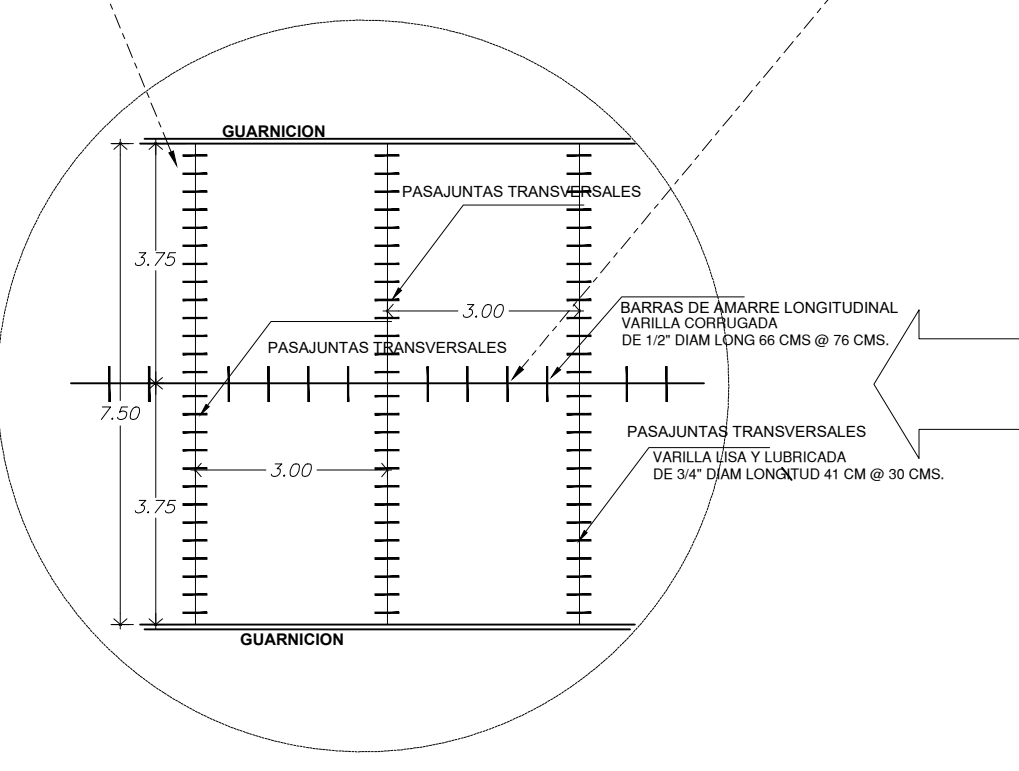 GUARNICION
PASAJUNTAS TRANSVERSALES
3.75
3.00
BARRAS DE AMARRE LONGITUDINAL
VARILLA CORRUGADA
DE 1/2" DIAM LONG 66 CMS @ 76 CMS.
PASAJUNTAS TRANSVERSALES
7.50
PASAJUNTAS TRANSVERSALES
VARILLA LISA Y LUBRICADA
DE 3/4" DIAM LONGITUD 41 CM @ 30 CMS.
3.00
3.75
GUARNICION